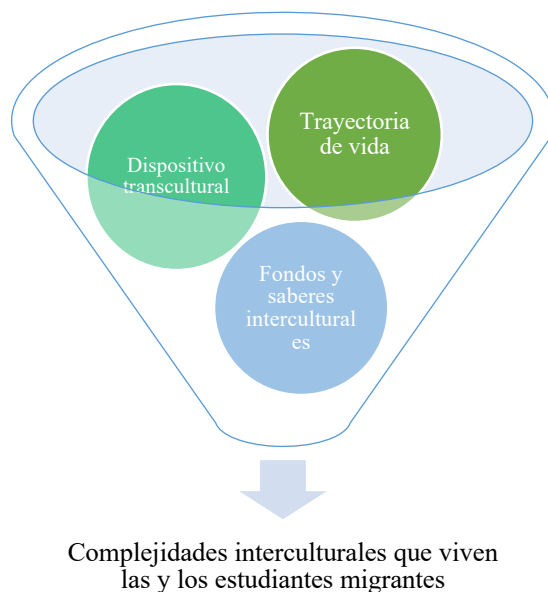 Trayectoria
de vida
Dispositivo
transcultural
Fondos y
saberes
intercultural
es
Complejidades interculturales que viven
las y los estudiantes migrantes